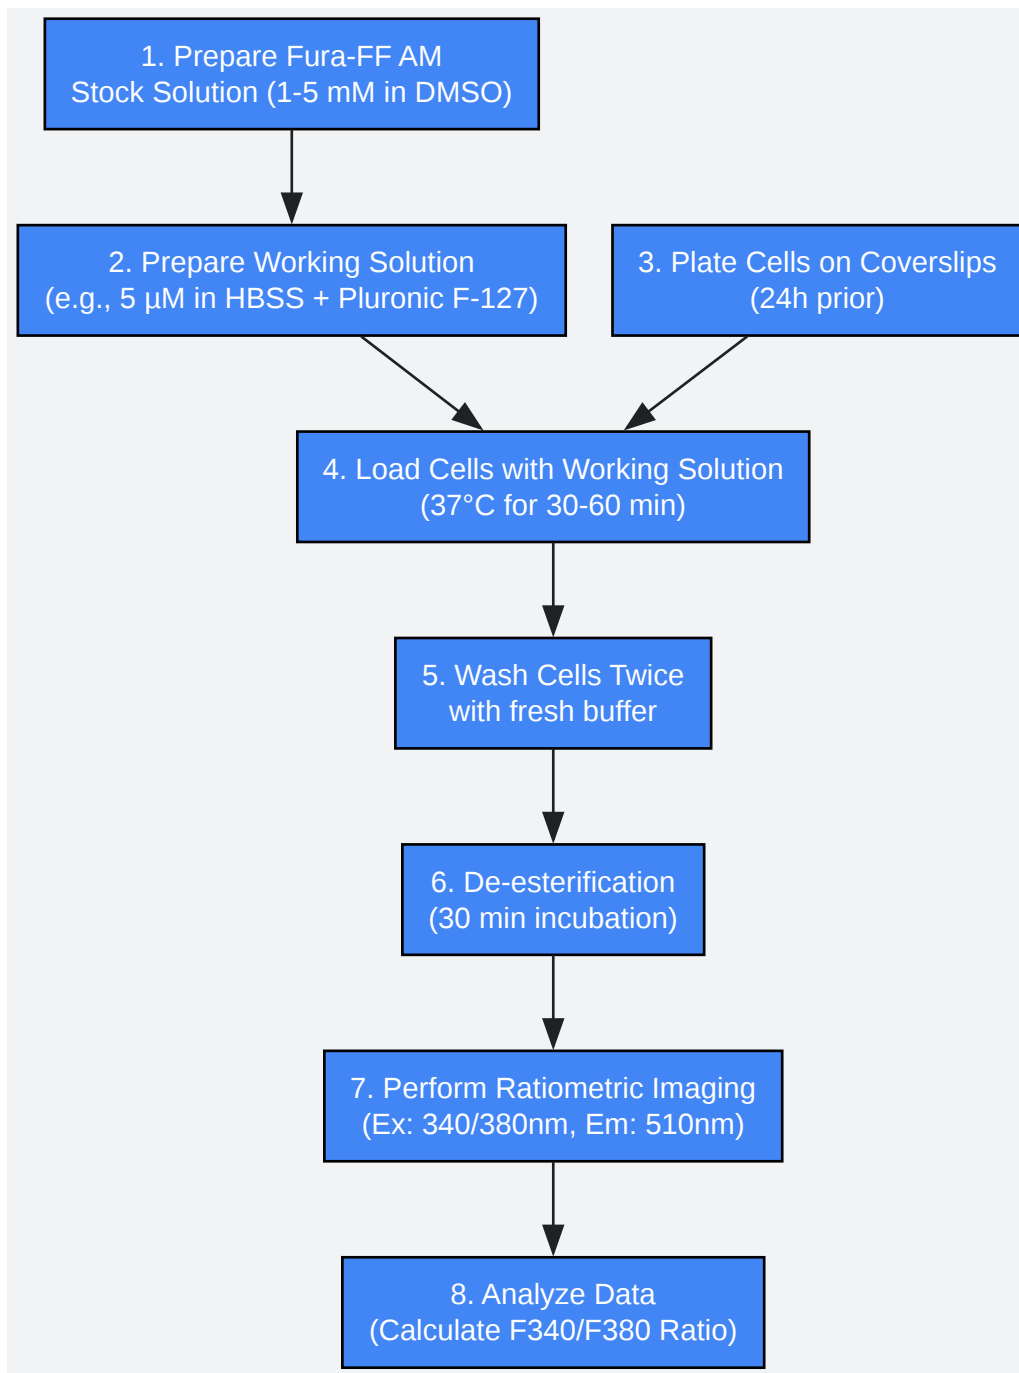 1. Prepare Fura-FF AM
Stock Solution (1-5 mM in DMSO)
2. Prepare Working Solution
(e.g., 5 µM in HBSS + Pluronic F-127)
3. Plate Cells on Coverslips
(24h prior)
4. Load Cells with Working Solution
(37°C for 30-60 min)
5. Wash Cells Twice
with fresh buffer
6. De-esterification
(30 min incubation)
7. Perform Ratiometric Imaging
(Ex: 340/380nm, Em: 510nm)
8. Analyze Data
(Calculate F340/F380 Ratio)